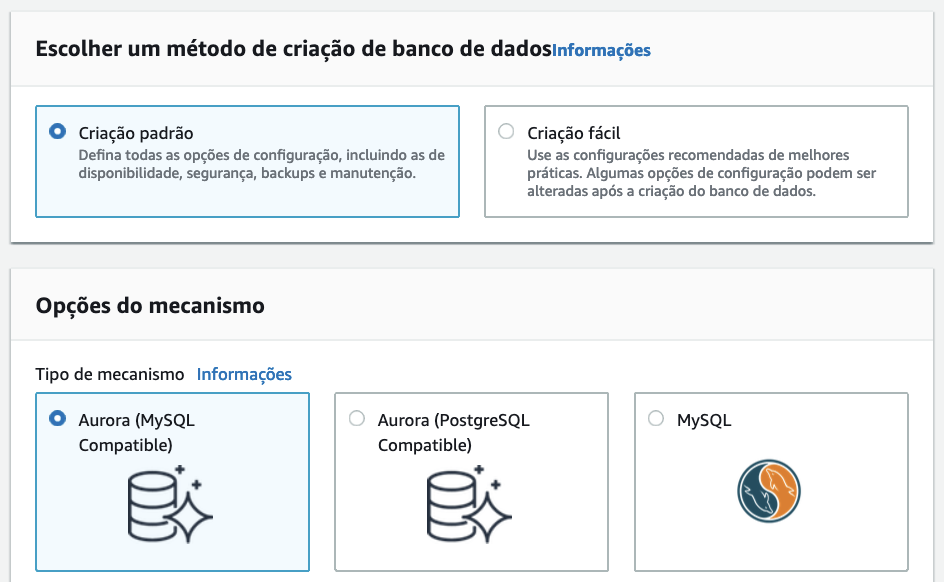 Escolher um método de criação de banco de dadosInformações
Criação padrão
Defina todas as opções de configuração, incluindo as de
disponibilidade, segurança, backups e manutenção.
Criação fácil
Use as configurações recomendadas de melhores
práticas. Algumas opções de configuração podem ser
alteradas após a criação do banco de dados.
Opções do mecanismo
Tipo de mecanismo Informações
Aurora (MySQL
Compatible)
Aurora (PostgreSQL
Compatible)
MySQL